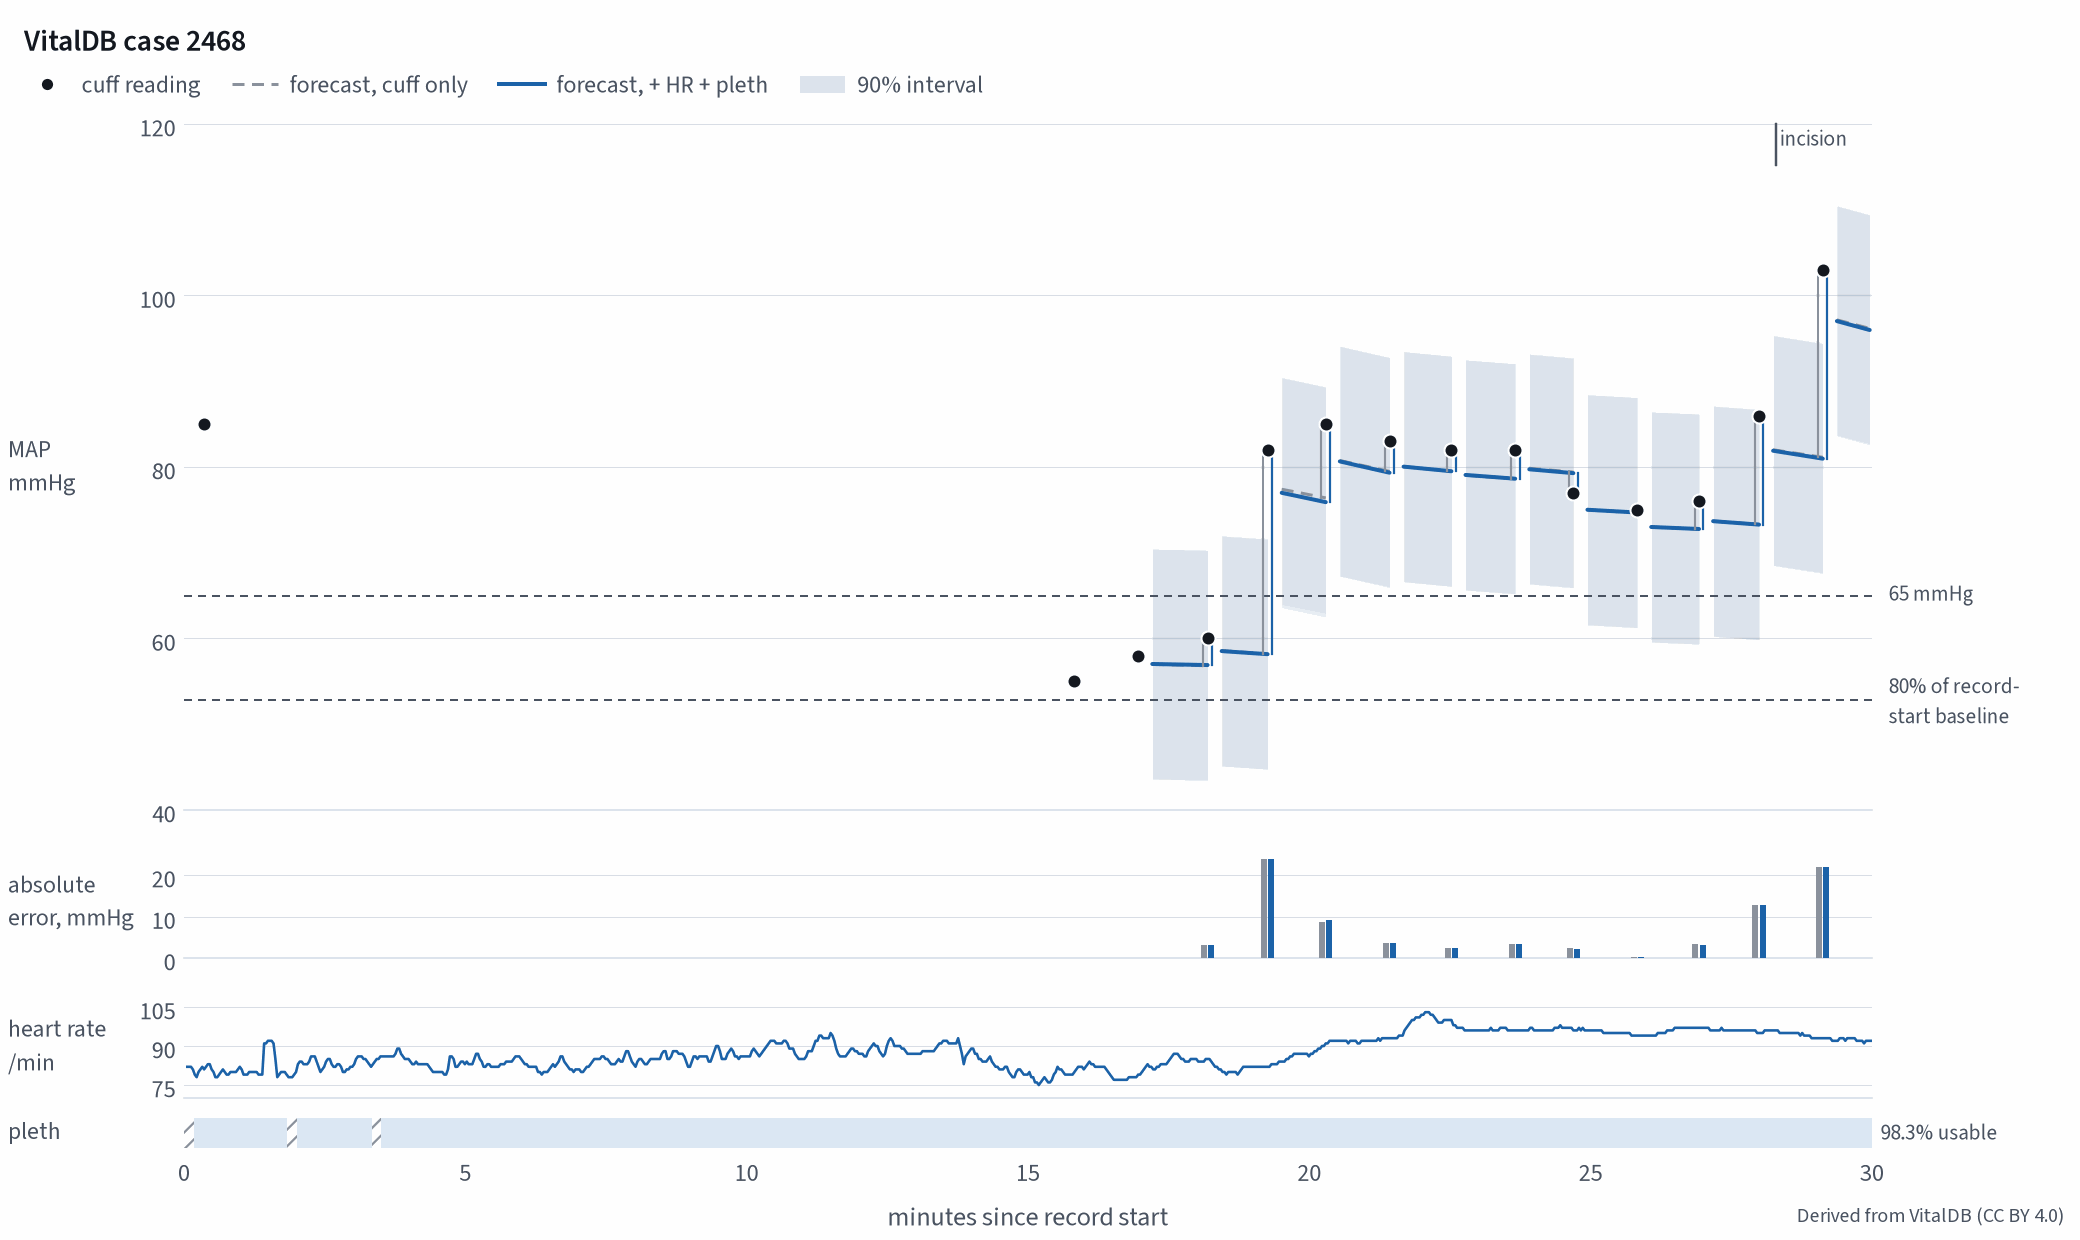 VitalDB case 2468
cuff reading
forecast, cuff only
forecast, + HR + pleth
90% interval
120
incision
100
MAP
mmHg
80
65 mmHg
60
80% of record-
start baseline
40
absolute
error, mmHg
20
10
0
heart rate
/min
105
90
75
pleth
98.3% usable
0 5 10 15 20 25 30
minutes since record start
Derived from VitalDB (CC BY 4.0)